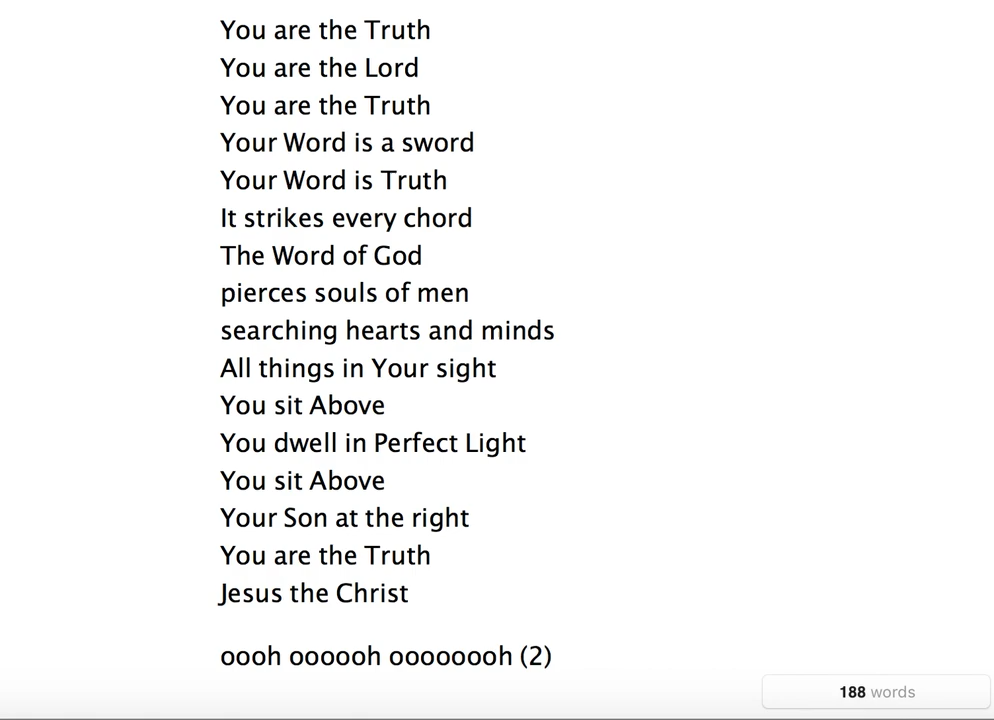 You are the Truth
You are the Lord
You are the Truth
Your Word is a sword
Your Word is Truth
It strikes every chord
The Word of God
pierces souls of men
searching hearts and minds
All things in Your sight
You sit Above
You dwell in Perfect Light
You sit Above
Your Son at the right
You are the Truth
Jesus the Christ
oooh oooooh oooooooh (2)
188 words